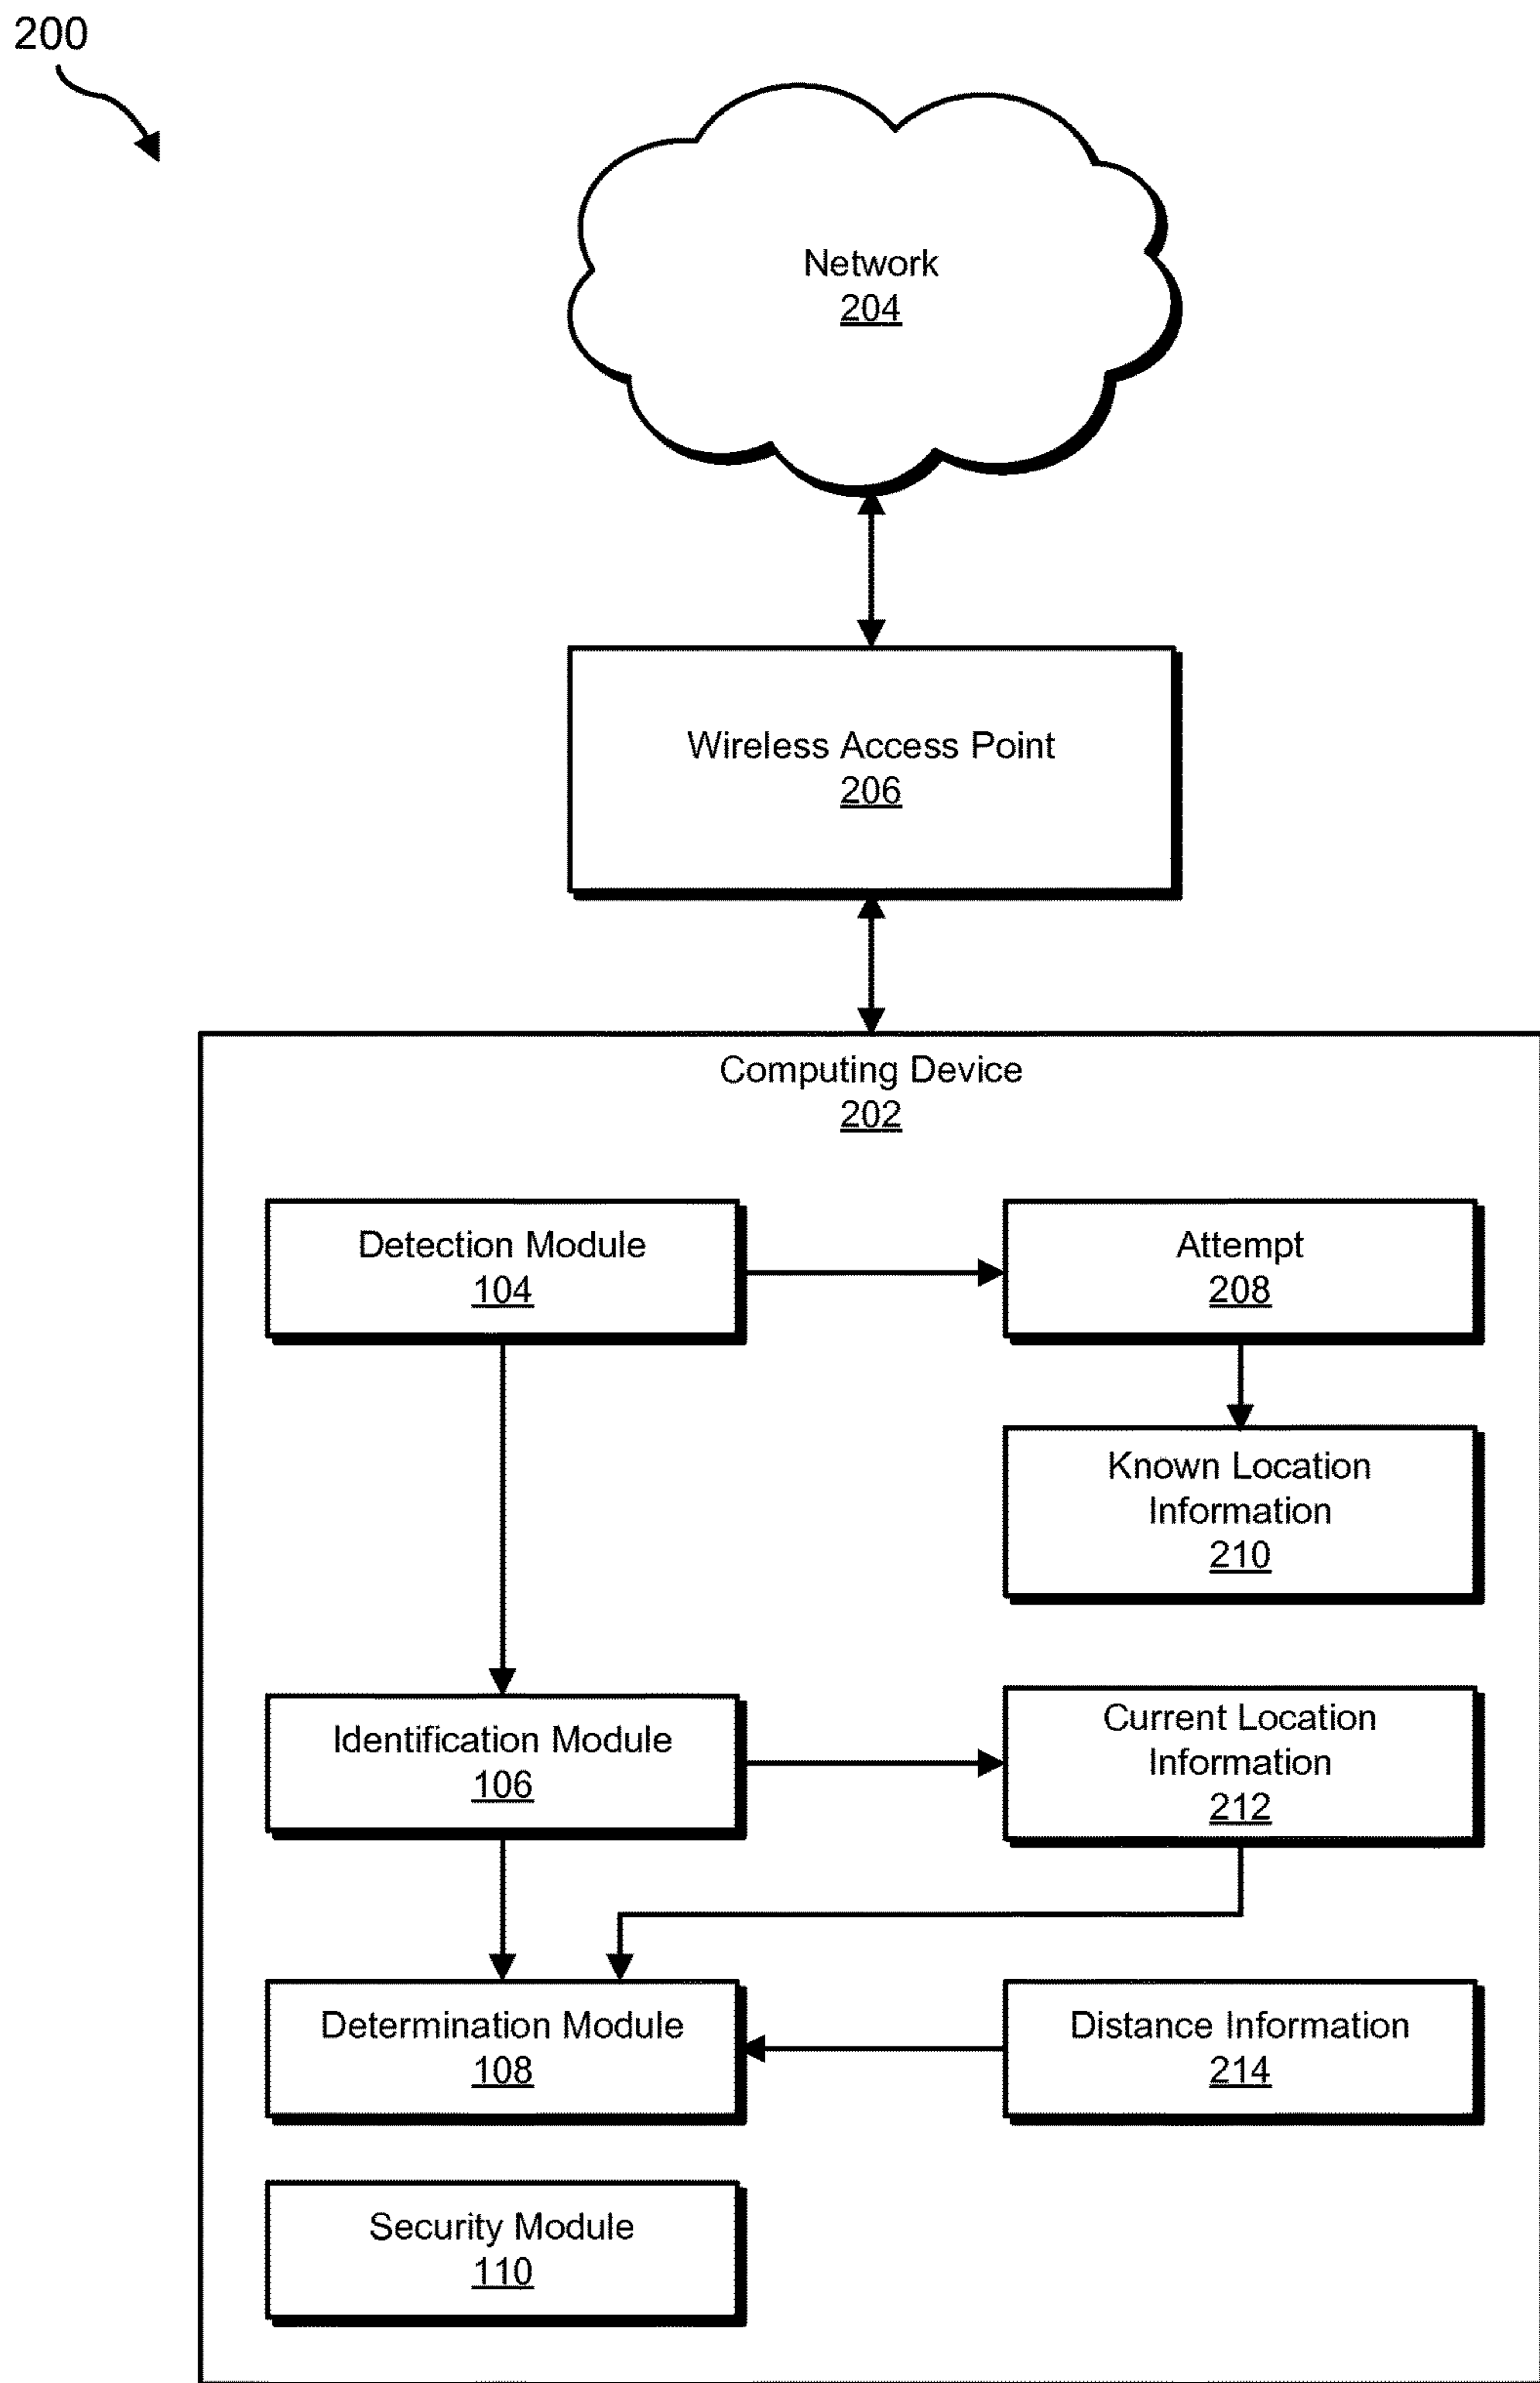 200
Network
204
Wireless Access Point
206
Computing Device
202
Detection Module
104
Attempt
208
Known Location
Information
210
Identification Module
106
Current Location
Information
212
Determination Module
108
Distance Information
214
Security Module
110